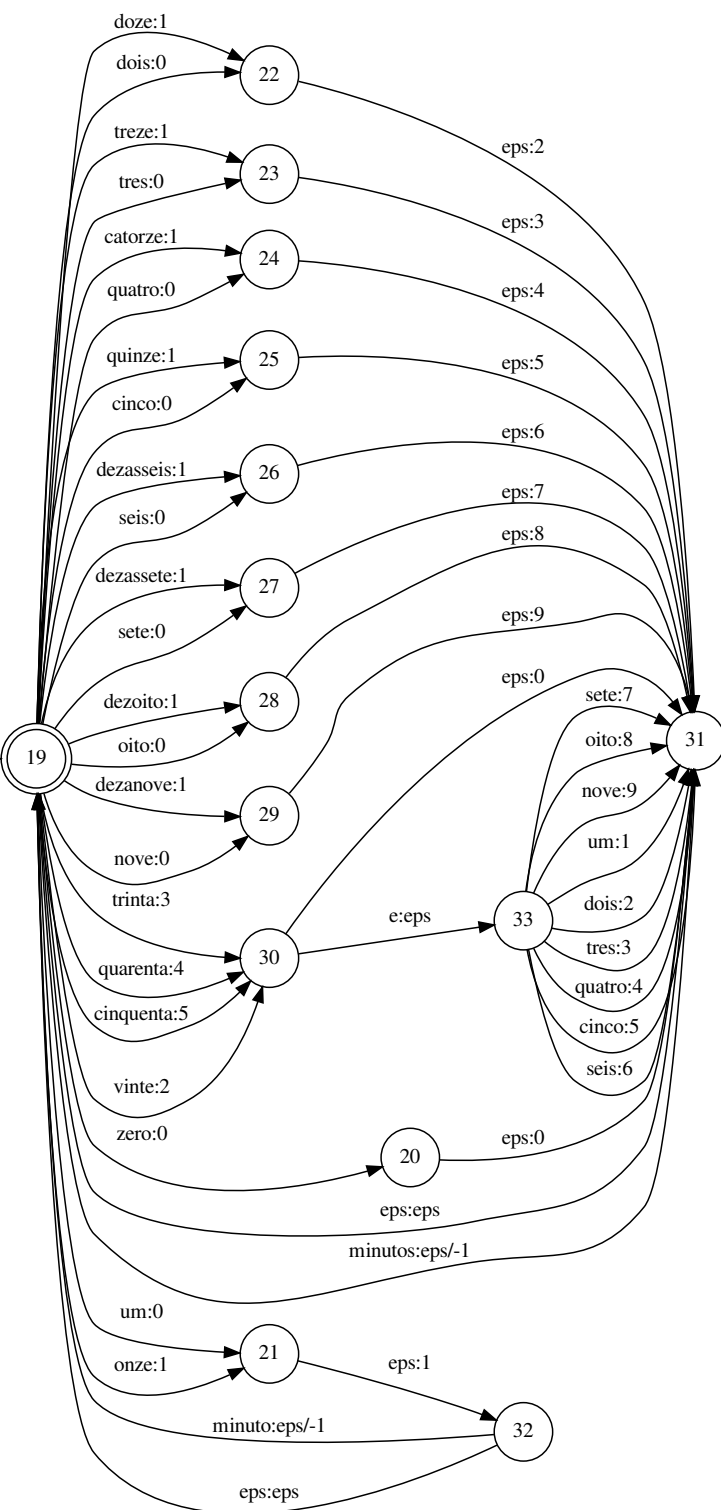 doze:1
dois:0
22
eps:2
treze:1
tres:0
23
eps:3
catorze:1
quatro:0
24
eps:4
quinze:1
cinco:0
25
eps:5
dezasseis:1
seis:0
26
eps:6
dezassete:1
sete:0
27
eps:7
eps:8
dezoito:1
oito:0
28
eps:9
19
dezanove:1
nove:0
29
eps:0
sete:7
oito:8
nove:9
um:1
31
trinta:3
quarenta:4
cinquenta:5
vinte:2
30
e:eps
33
dois:2
tres:3
quatro:4
cinco:5
seis:6
zero:0
20
eps:0
eps:eps
minutos:eps/-1
um:0
onze:1
21
eps:1
minuto:eps/-1
32
eps:eps